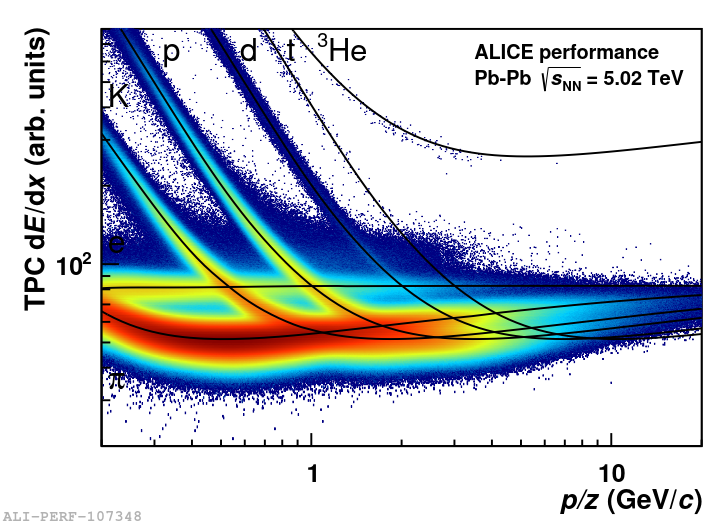 p d t ³He
ALICE performance
Pb-Pb √sNN = 5.02 TeV
K
e
π
TPC dE/dx (arb. units)
10²
1 10
p/z (GeV/c)
ALI-PERF-107348